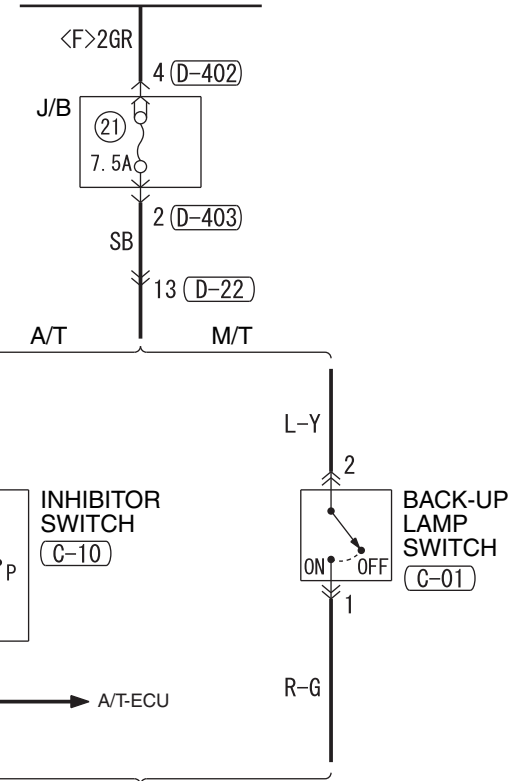 <F>2GR
4 (D-402)
J/B
21
7.5A
2 (D-403)
SB
13 (D-22)
A/T M/T
L-Y
2
INHIBITOR
SWITCH
(C-10)
P
BACK-UP
LAMP
SWITCH
(C-01)
ON OFF
1
R-G
A/T-ECU